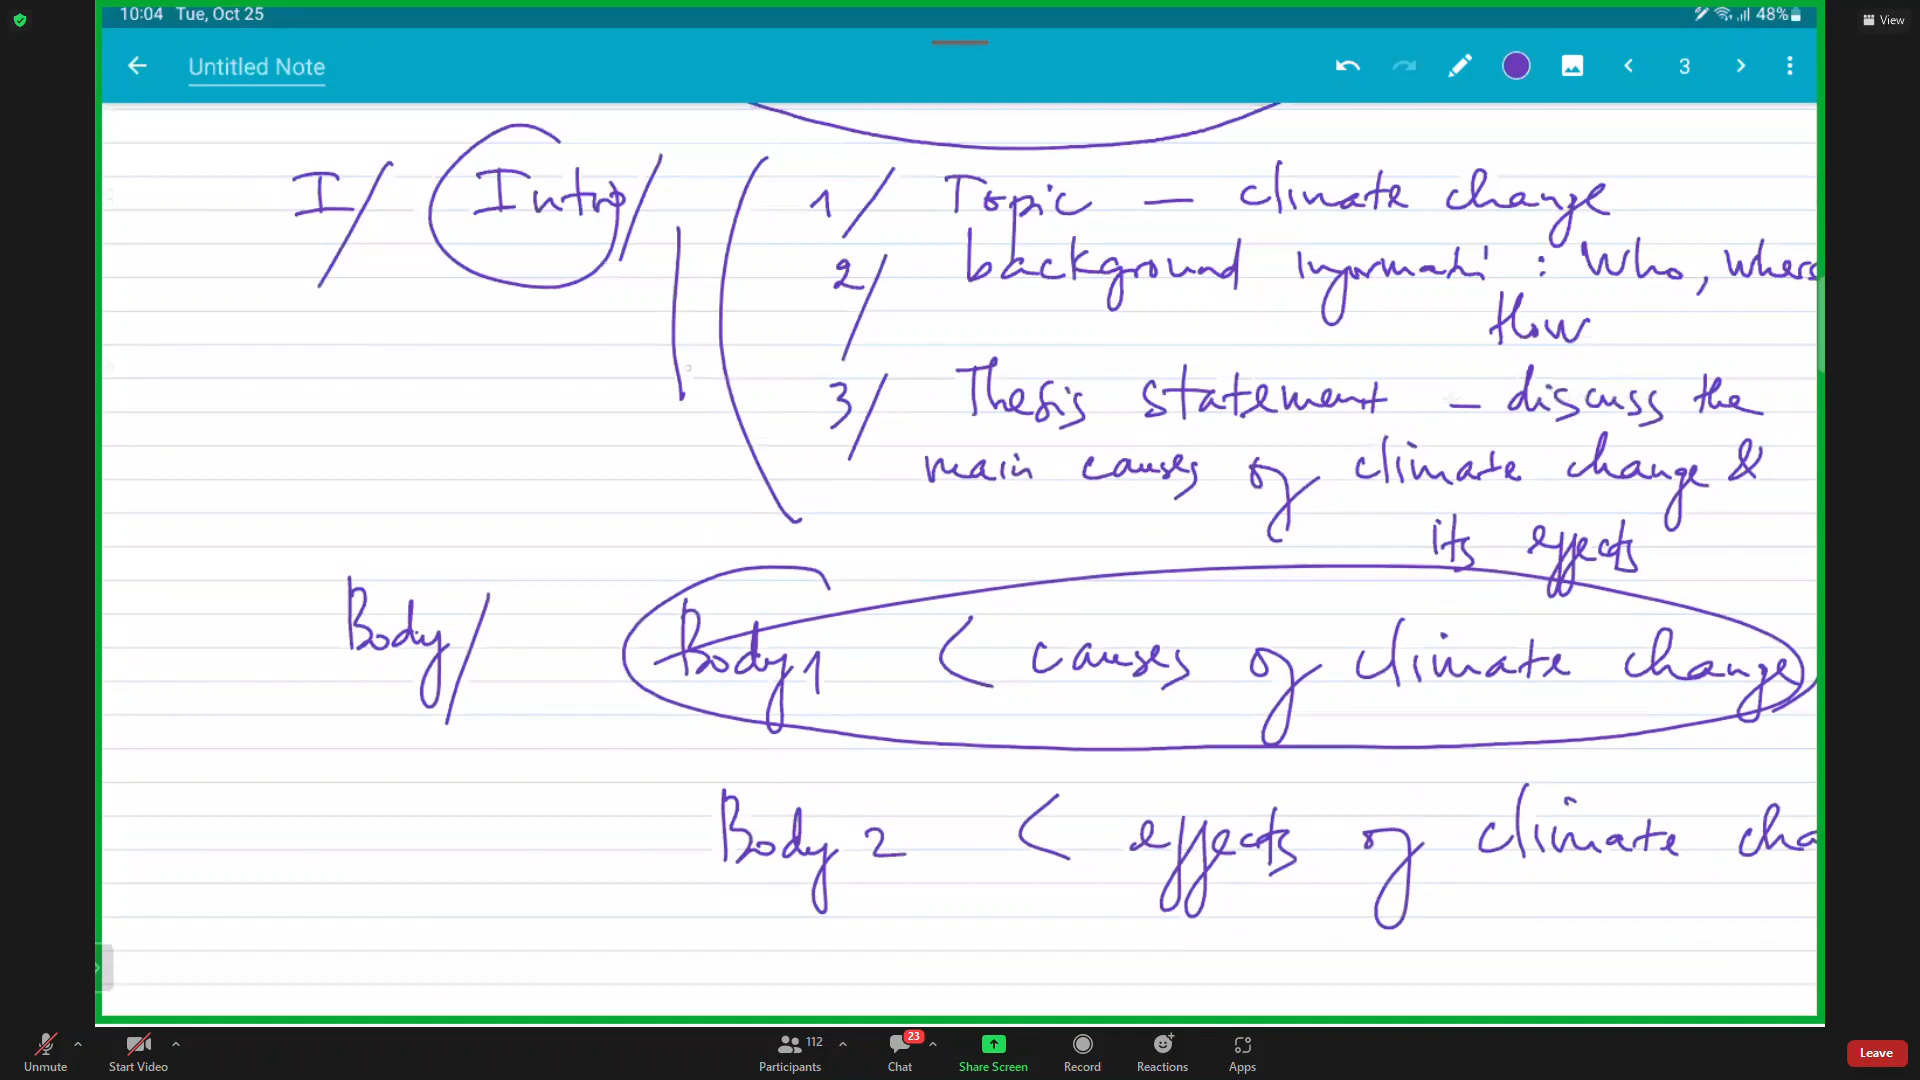 10:04 Tue, Oct 25
48%
View
Untitled Note
3
I/ Intro/ 1/ Topic — climate change
2/ background : Who, where
How
3/ Thesis statement – discuss the
main causes of climate change &
its effects
Body/ Body 1 ( causes of climate change)
Body 2 ( effects of climate cha
Unmute
Start Video
112
Participants
23
Chat
Share Screen
Record
Reactions
Apps
Leave